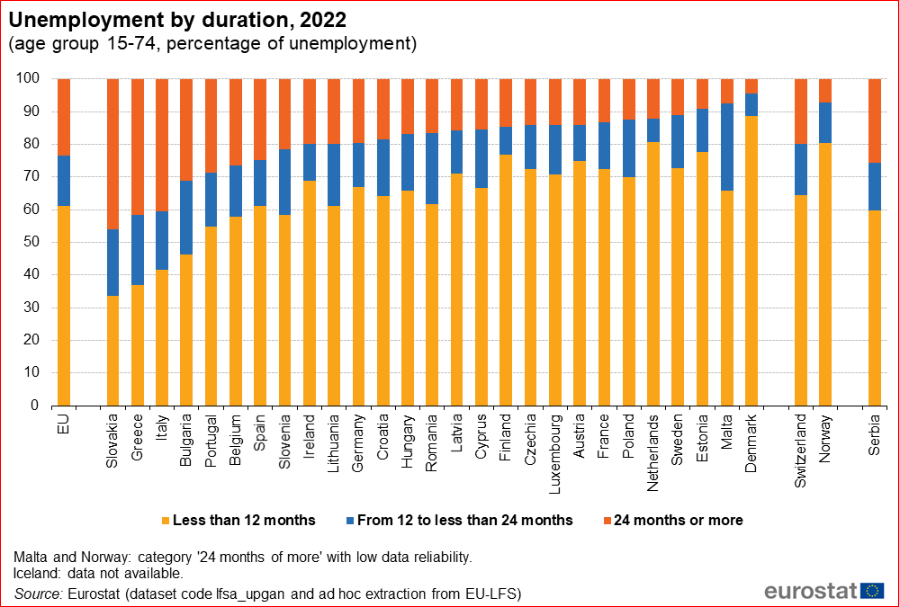 Unemployment by duration, 2022
(age group 15-74, percentage of unemployment)
100
90
80
70
60
50
40
30
20
10
0
EU
Slovakia
Greece
Italy
Bulgaria
Portugal
Belgium
Spain
Slovenia
Ireland
Lithuania
Germany
Croatia
Hungary
Romania
Latvia
Cyprus
Finland
Czechia
Luxembourg
Austria
France
Poland
Netherlands
Sweden
Estonia
Malta
Denmark
Switzerland
Norway
Serbia
Less than 12 months From 12 to less than 24 months 24 months or more
Malta and Norway: category '24 months of more' with low data reliability.
Iceland: data not available.
Source: Eurostat (dataset code lfsa_upgan and ad hoc extraction from EU-LFS)
eurostat